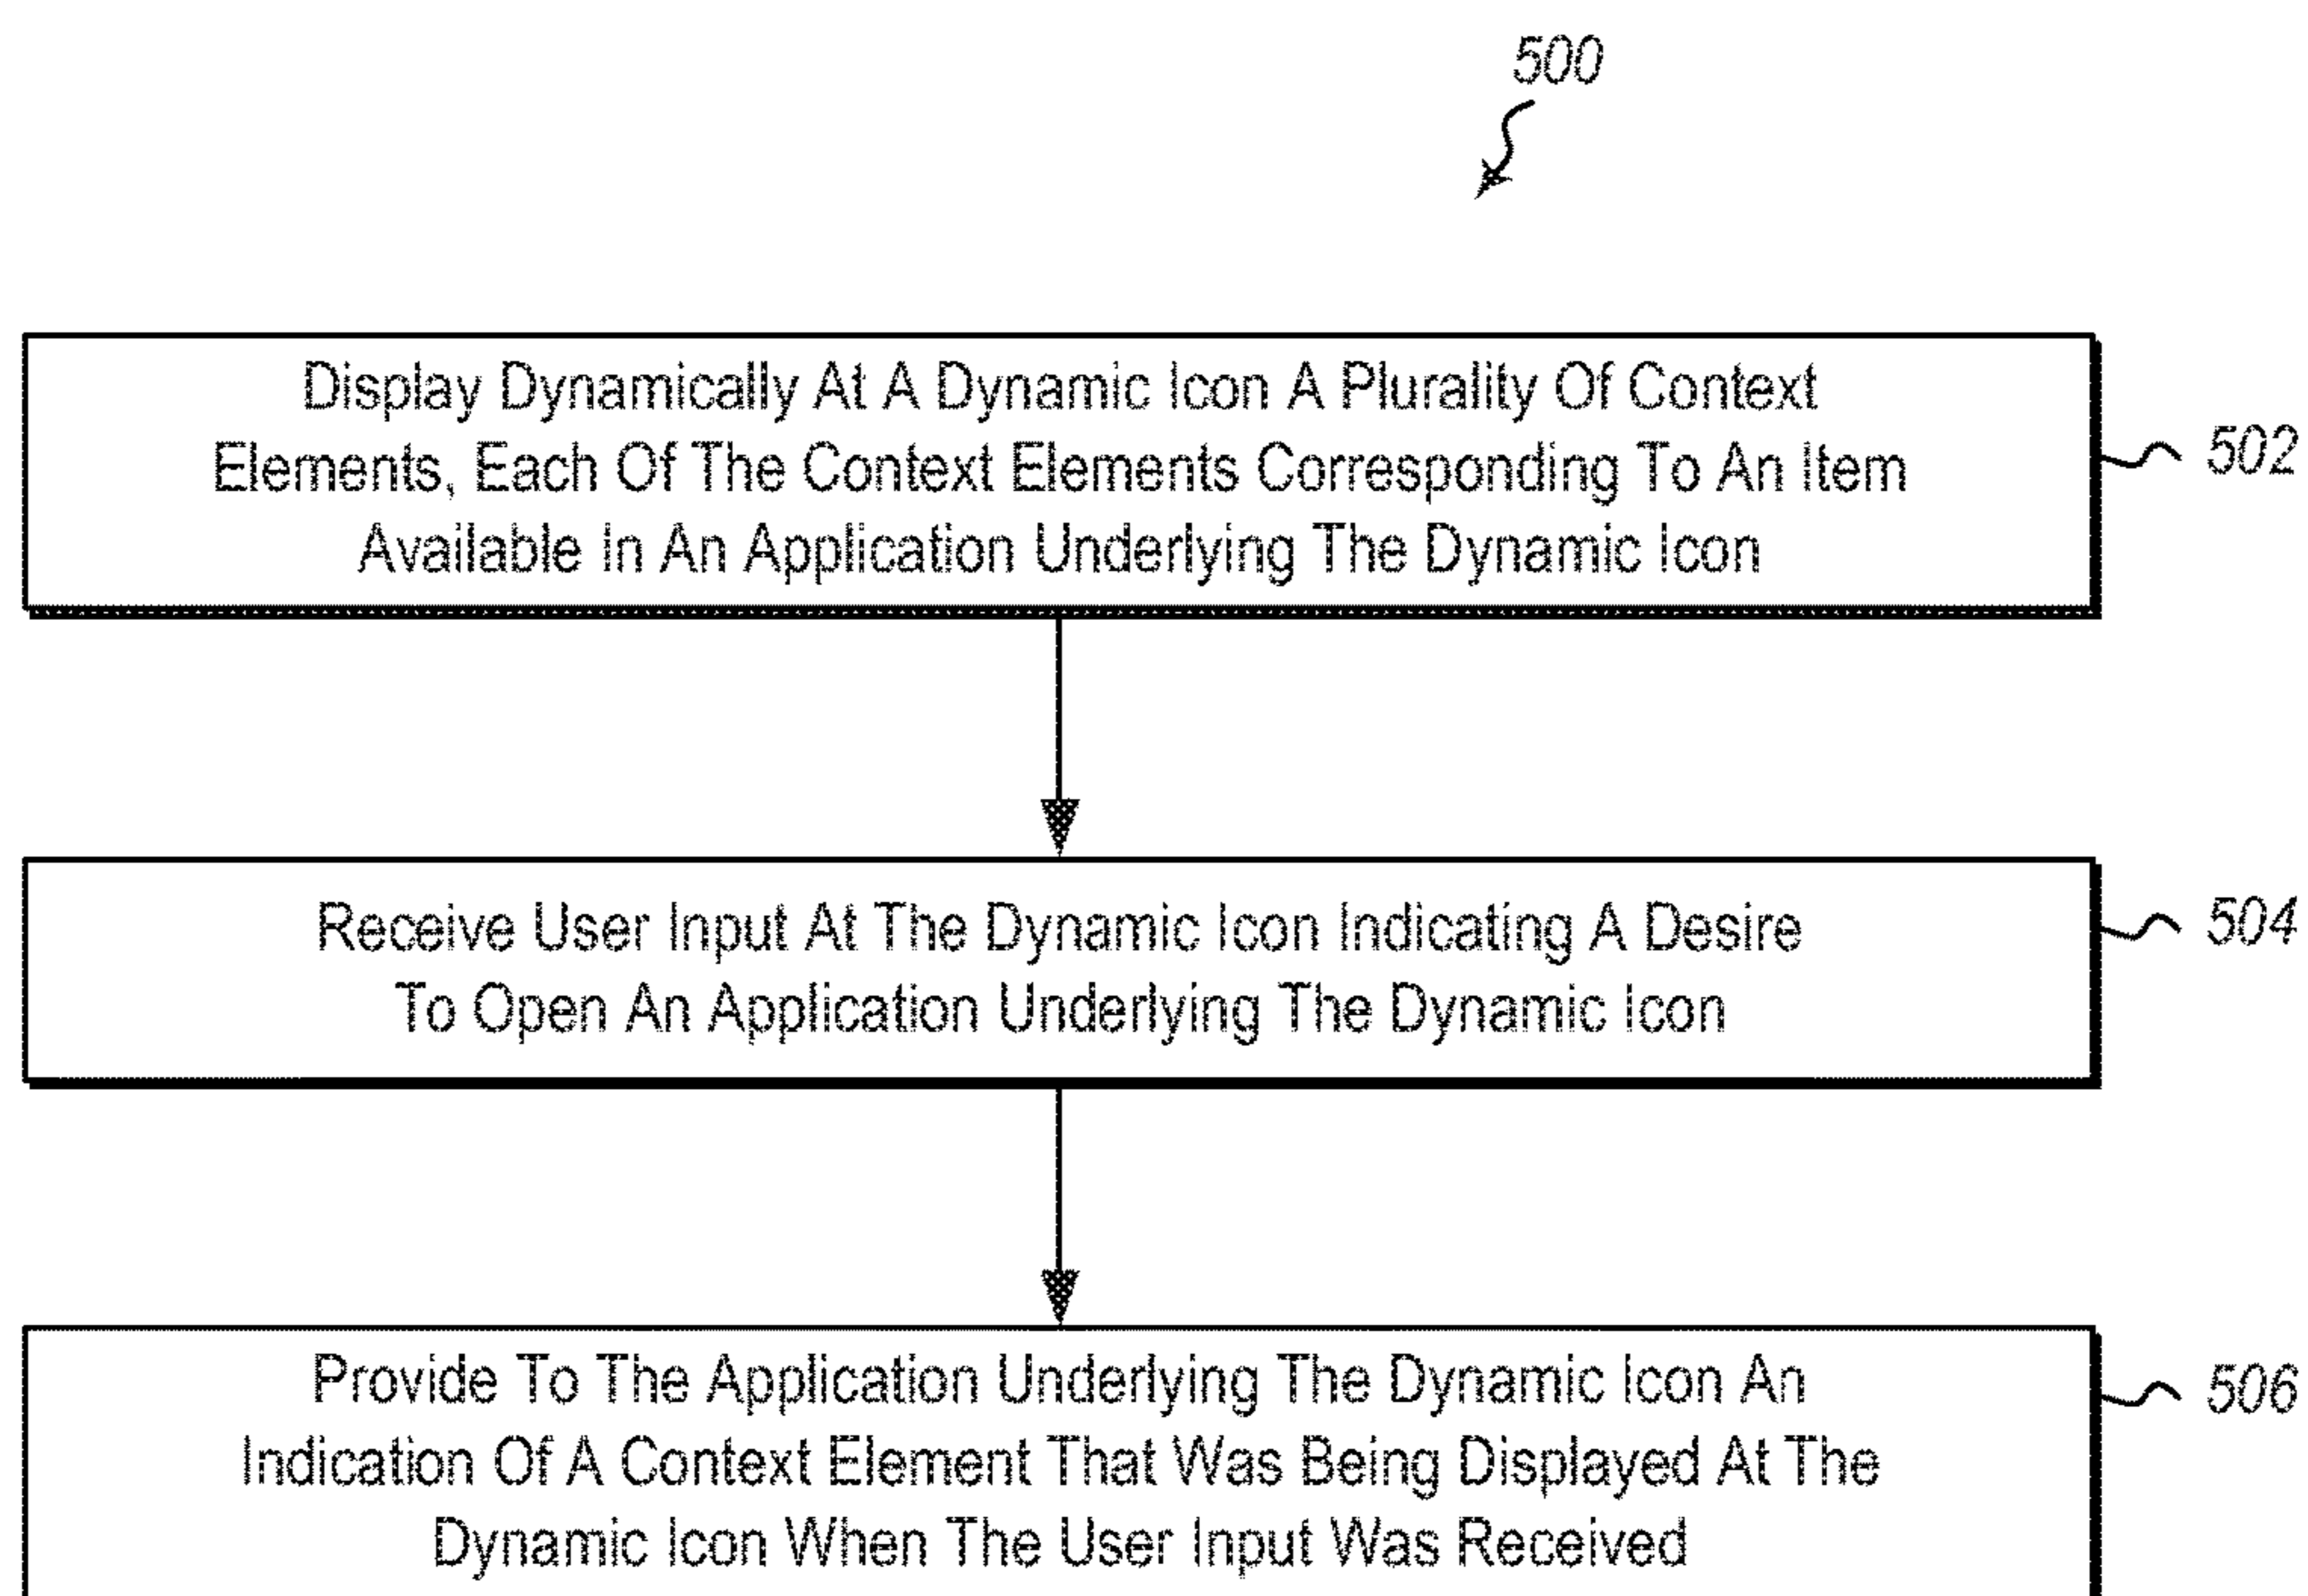 500
Display Dynamically At A Dynamic Icon A Plurality Of Context
Elements, Each Of The Context Elements Corresponding To An Item
Available In An Application Underlying The Dynamic Icon
502
Receive User Input At The Dynamic Icon Indicating A Desire
To Open An Application Underlying The Dynamic Icon
504
Provide To The Application Underlying The Dynamic Icon An
Indication Of A Context Element That Was Being Displayed At The
Dynamic Icon When The User Input Was Received
506